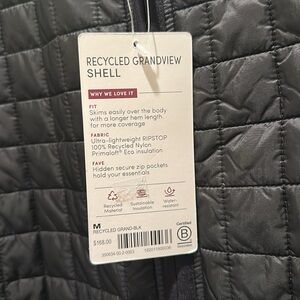 RECYCLED GRANDVIEW
SHELL
WHY WE LOVE IT
FIT
Skims easily over the body
with a longer hem length
for more coverage
FABRIC
Ultra-lightweight RIPSTOP
100% Recycled Nylon
Primaloft® Eco insulation
FAVE
Hidden secure zip pockets
hold your essentials
Recycled
Material
Sustainable
Insulation
Water-
resistant
M
RECYCLED GRAND-BLK
$168.00
Certified
B